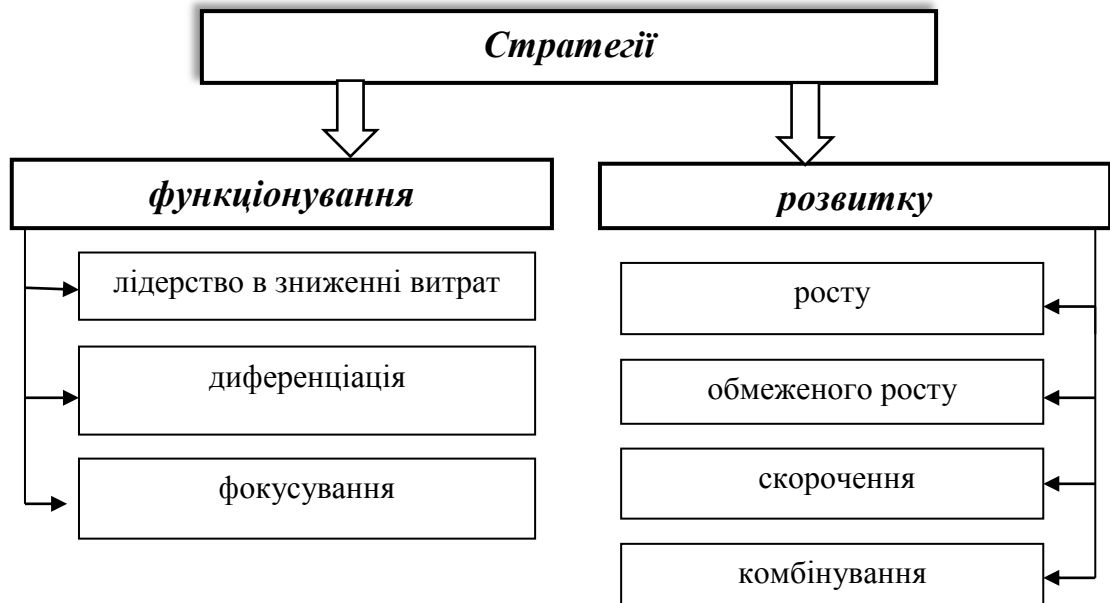 Стратегії
функціонування
лідерство в зниженні витрат
диференціація
фокусування
розвитку
росту
обмеженого росту
скорочення
комбінування